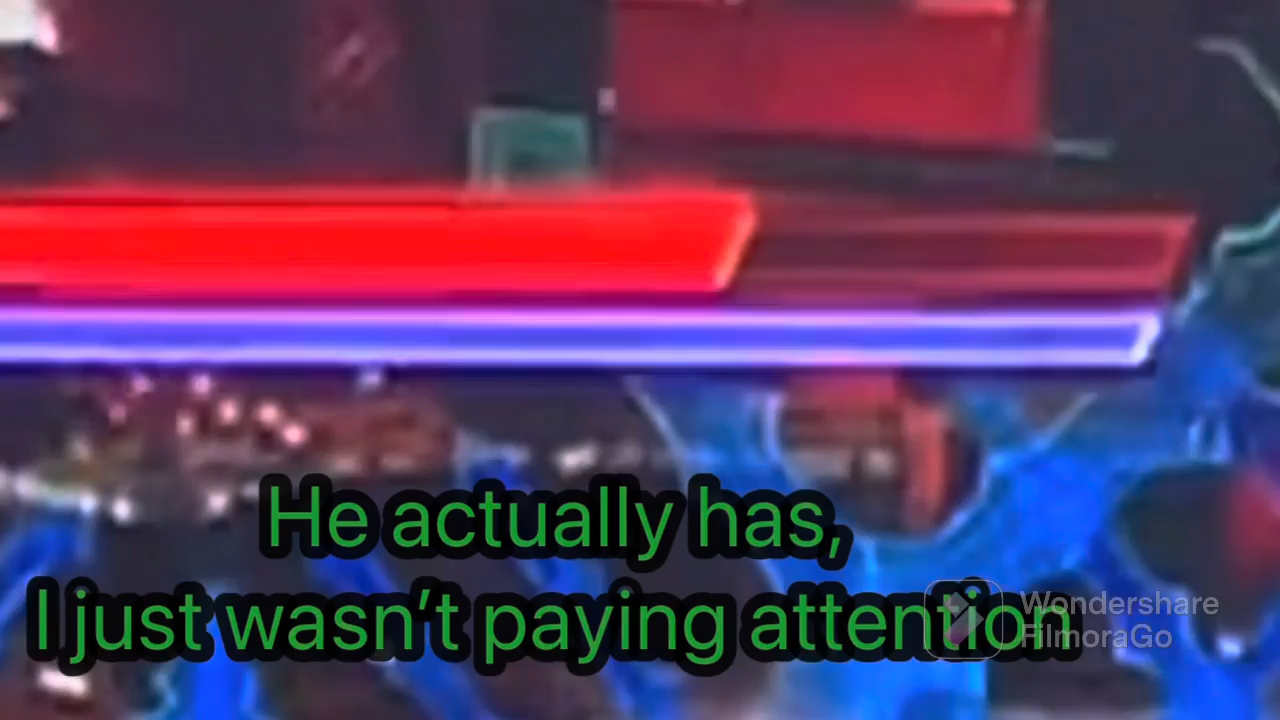 He actually has,
I just wasn’t paying attention
Wondershare
FilmoraGo